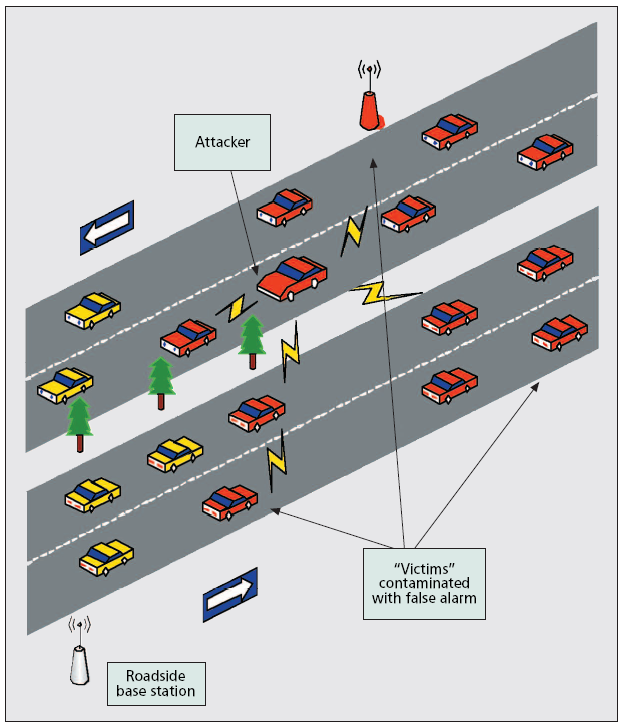 Attacker
“Victims”
contaminated
with false alarm
Roadside
base station